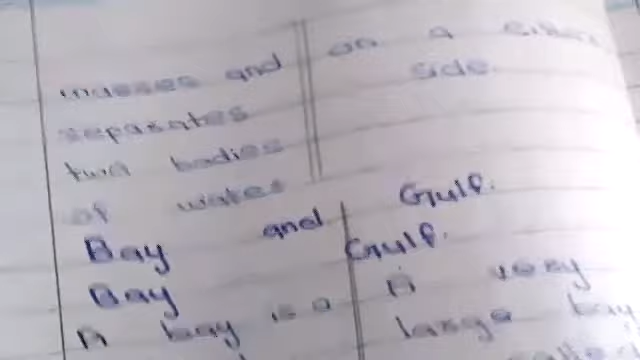 masses and
separates
two bodies
of water
on a either
side.
Bay and Gulf.
Bay
A bay is a
Gulf.
A very
large bay